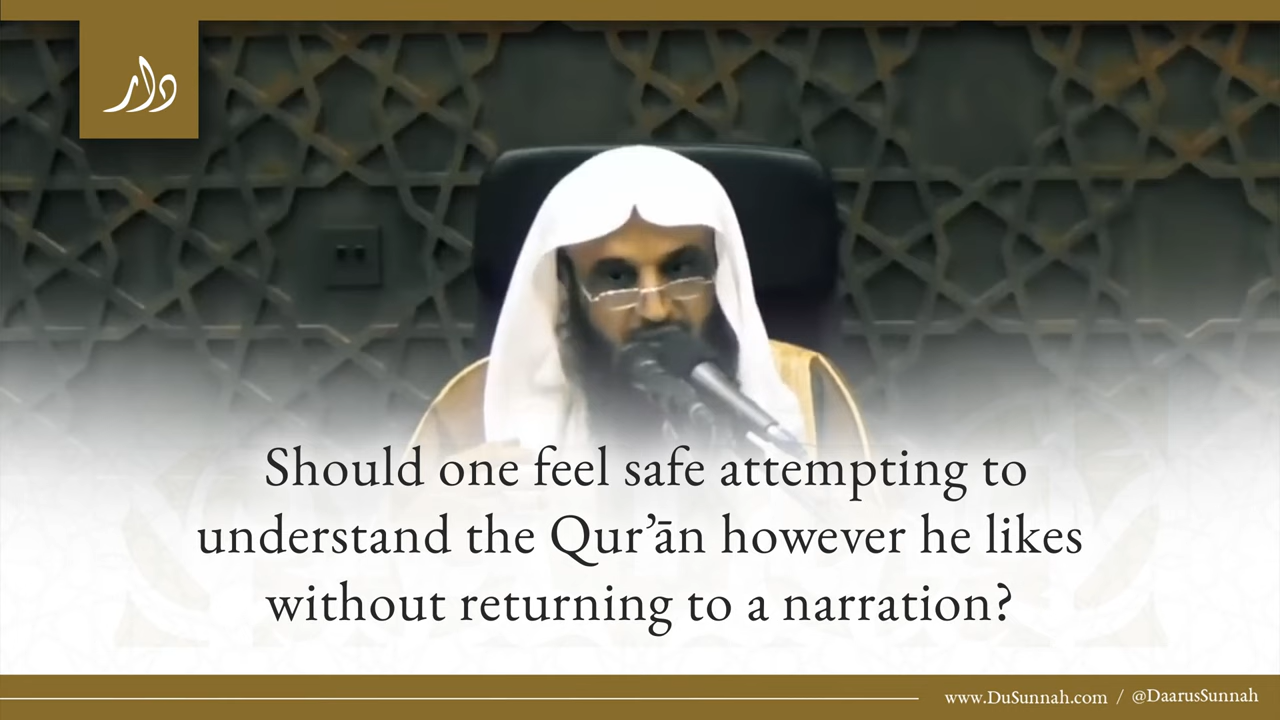 دار
Should one feel safe attempting to
understand the Qur’ān however he likes
without returning to a narration?
www.DuSunnah.com / @DaarusSunnah